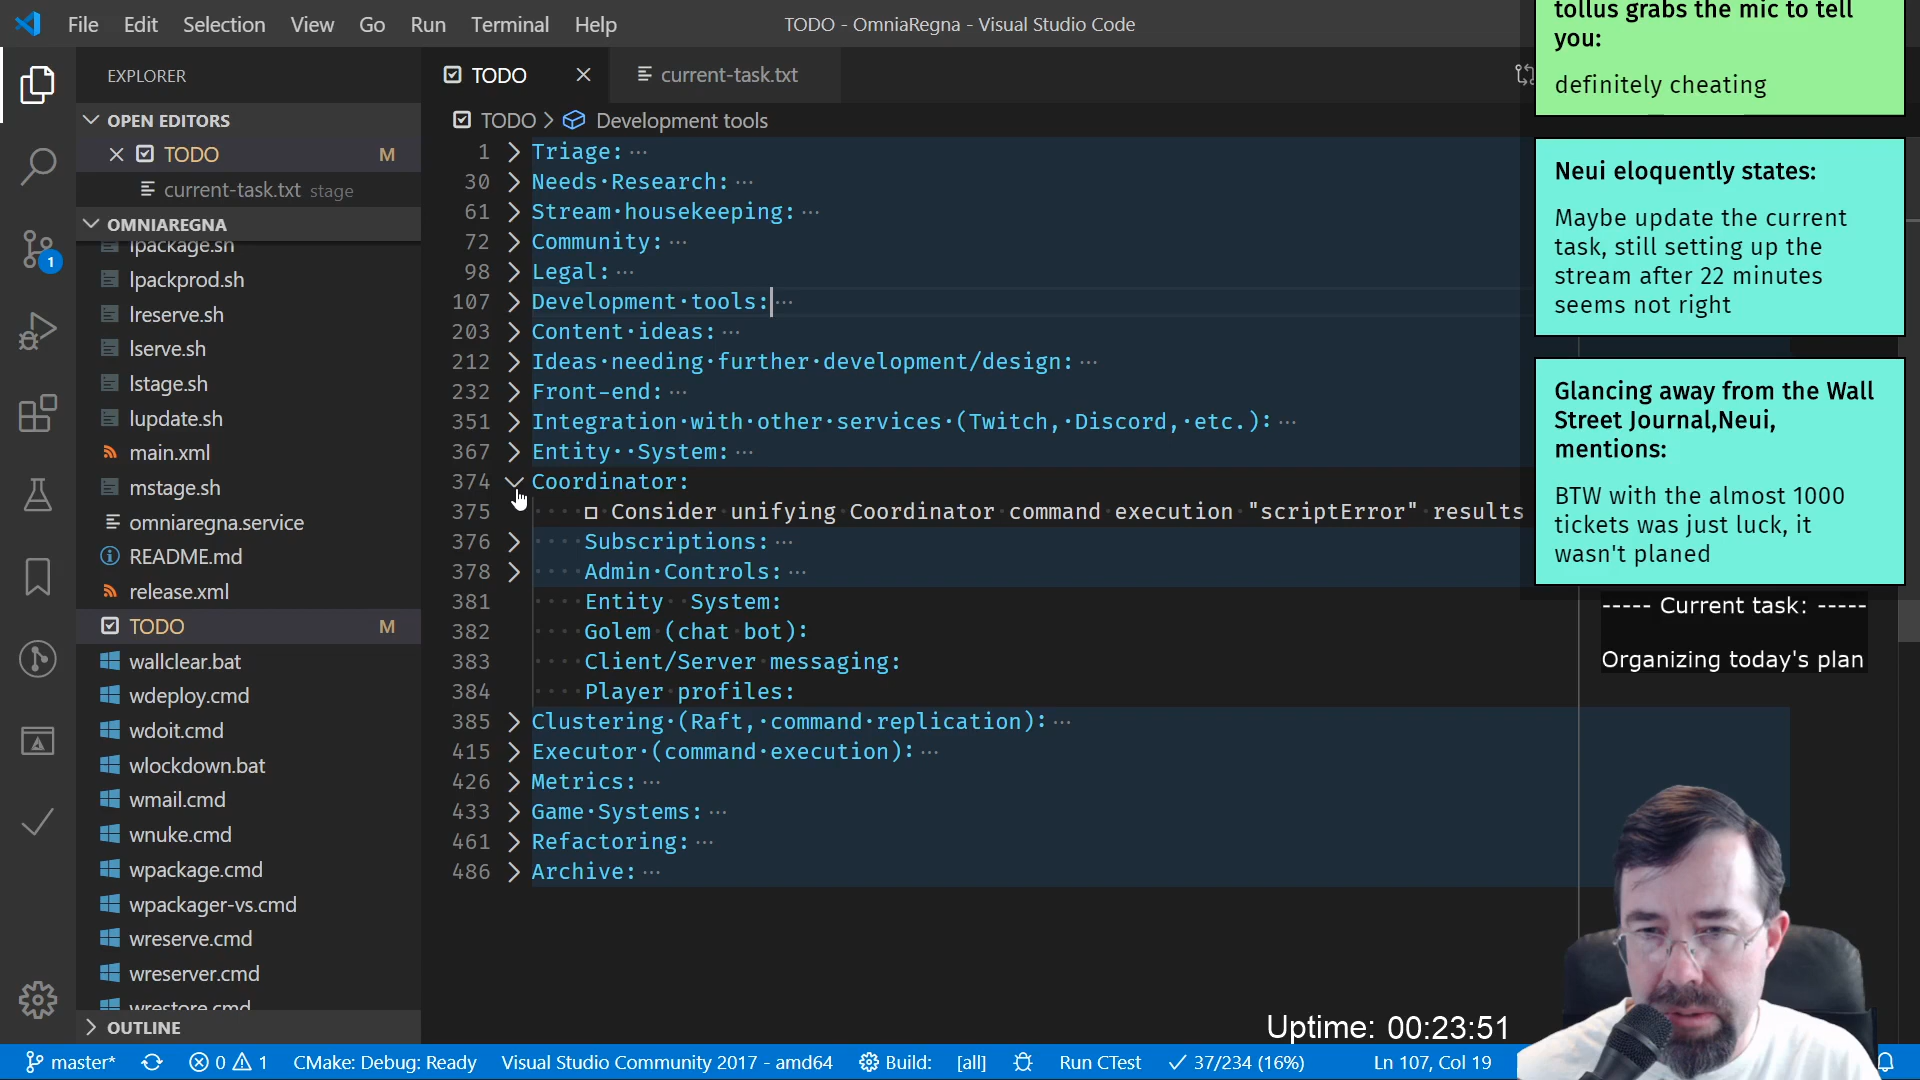 File Edit Selection View Go Run Terminal Help
TODO - OmniaRegna - Visual Studio Code
EXPLORER
OPEN EDITORS
TODO M
current-task.txt stage
OMNIAREGNA
lpackage.sh
lpackprod.sh
lreserve.sh
lserve.sh
lstage.sh
lupdate.sh
main.xml
mstage.sh
omniaregna.service
README.md
release.xml
TODO M
wallclear.bat
wdeploy.cmd
wdoit.cmd
wlockdown.bat
wmail.cmd
wnuke.cmd
wpackage.cmd
wpackager-vs.cmd
wreserve.cmd
wreserver.cmd
wrestore.cmd
OUTLINE
1
TODO
current-task.txt
TODO > Development tools
1 Triage: ···
30 Needs·Research: ···
61 Stream·housekeeping: ···
72 Community: ···
98 Legal: ···
107 Development·tools: ···
203 Content·ideas: ···
212 Ideas·needing·further·development/design: ···
232 Front-end: ···
351 Integration·with·other·services·(Twitch,·Discord,·etc.): ···
367 Entity··System: ···
374 Coordinator:
375 ····□ Consider unifying Coordinator command execution "scriptError" results
376 ····Subscriptions: ···
378 ····Admin·Controls: ···
381 ····Entity··System:
382 ····Golem·(chat bot):
383 ····Client/Server·messaging:
384 ····Player profiles:
385 Clustering·(Raft,·command·replication): ···
415 Executor·(command·execution): ···
426 Metrics: ···
433 Game·Systems: ···
461 Refactoring: ···
486 Archive: ···
tollus grabs the mic to tell
you:
definitely cheating
Neui eloquently states:
Maybe update the current
task, still setting up the
stream after 22 minutes
seems not right
Glancing away from the Wall
Street Journal,Neui,
mentions:
BTW with the almost 1000
tickets was just luck, it
wasn't planed
----- Current task: -----
Organizing today's plan
Uptime: 00:23:51
master* 0 1 CMake: Debug: Ready Visual Studio Community 2017 - amd64 Build: [all] Run CTest 37/234 (16%) Ln 107, Col 19